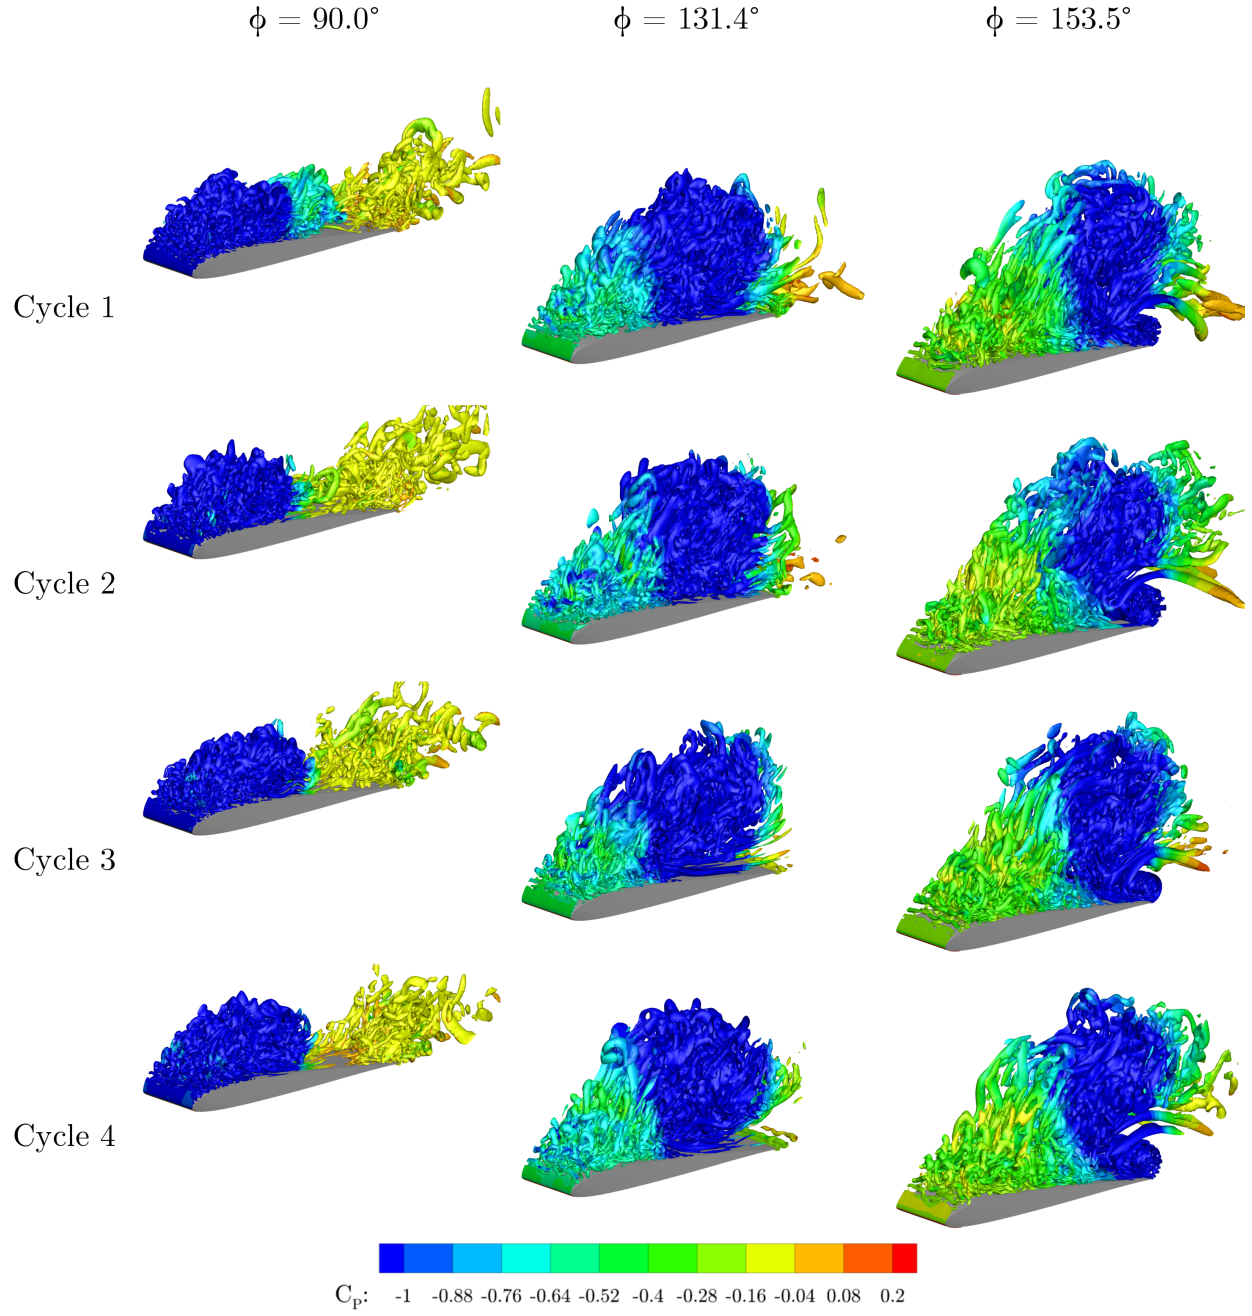 ϕ = 90.0° ϕ = 131.4° ϕ = 153.5°
Cycle 1
Cycle 2
Cycle 3
Cycle 4
C_P: -1 -0.88 -0.76 -0.64 -0.52 -0.4 -0.28 -0.16 -0.04 0.08 0.2